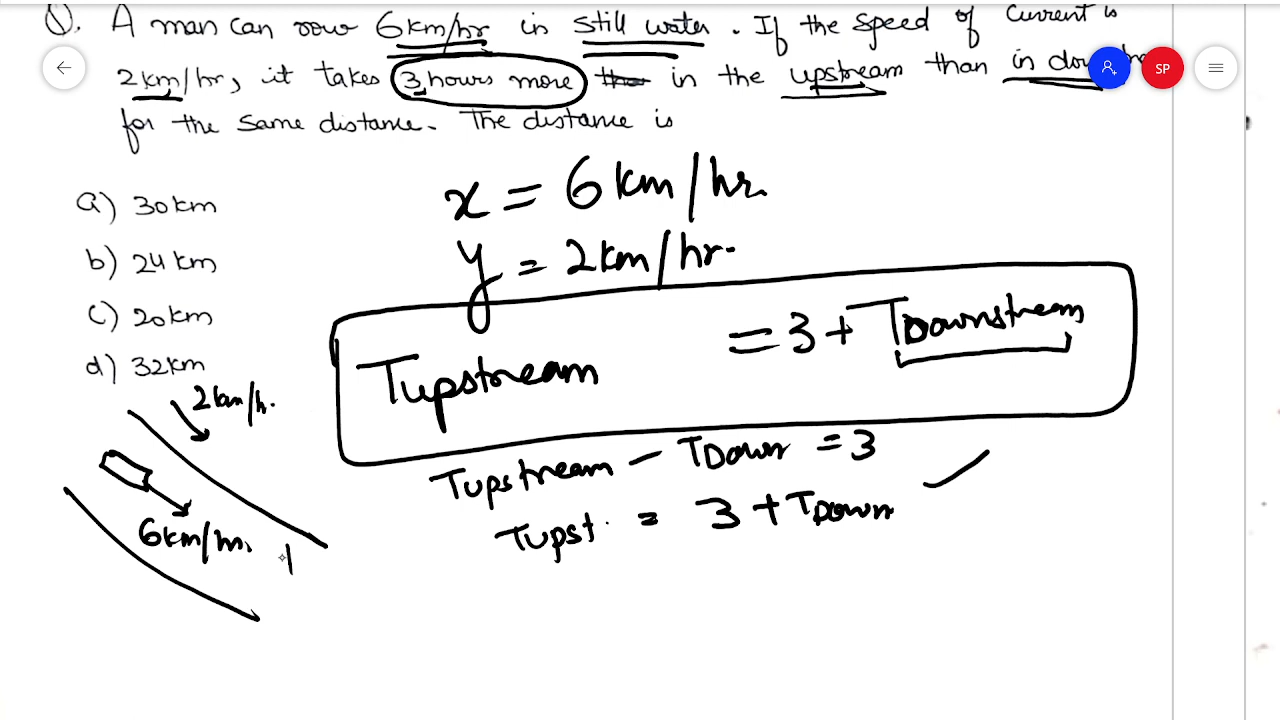 Q. A man can row 6km/hr in still water. If the speed of current is
2km/hr, it takes 3 hours more in the upstream than in
for the same distance. The distance is
a) 30km
b) 24km
c) 20km
d) 32km
x = 6km/hr.
y = 2km/hr.
Tupstream = 3 + TDownstream
Tupstream - TDown = 3
Tupst. = 3 + TDown
2km/h.
6km/hr.
SP